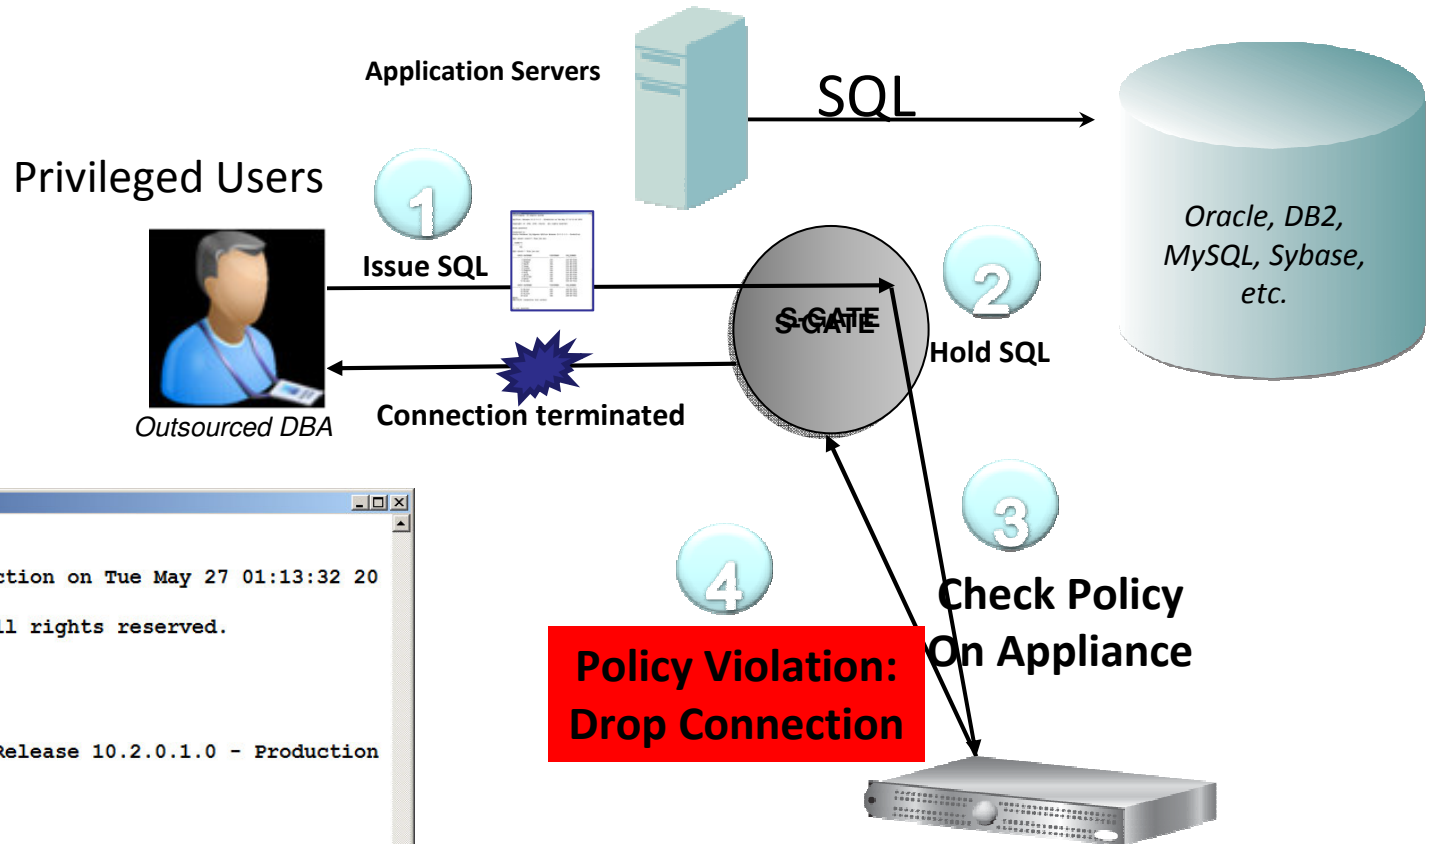 Application Servers
SQL
Privileged Users
1
Issue SQL
Oracle, DB2,
MySQL, Sybase,
etc.
S-GATE
S-GATE
2
Hold SQL
Connection terminated
Outsourced DBA
3
Check Policy
On Appliance
4
Policy Violation:
Drop Connection
ction on Tue May 27 01:13:32 20
ll rights reserved.
Release 10.2.0.1.0 - Production